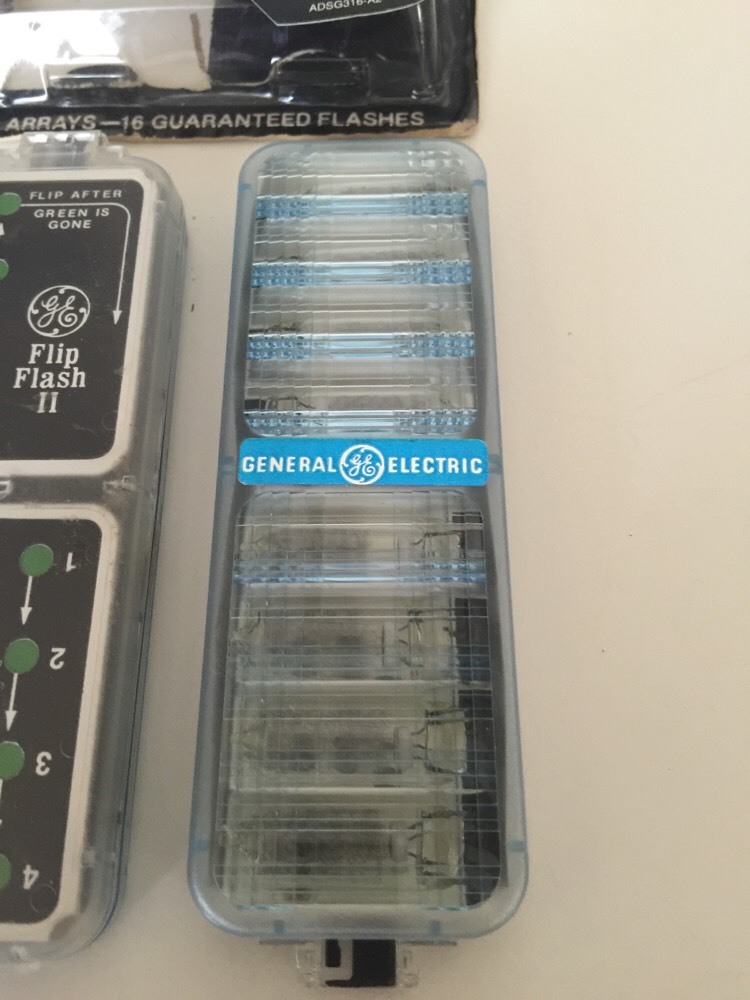 ADSG316-A2
ARRAYS—16 GUARANTEED FLASHES
FLIP AFTER
GREEN IS
GONE
GE
Flip
Flash
II
GENERAL GE ELECTRIC
1
2
3
4